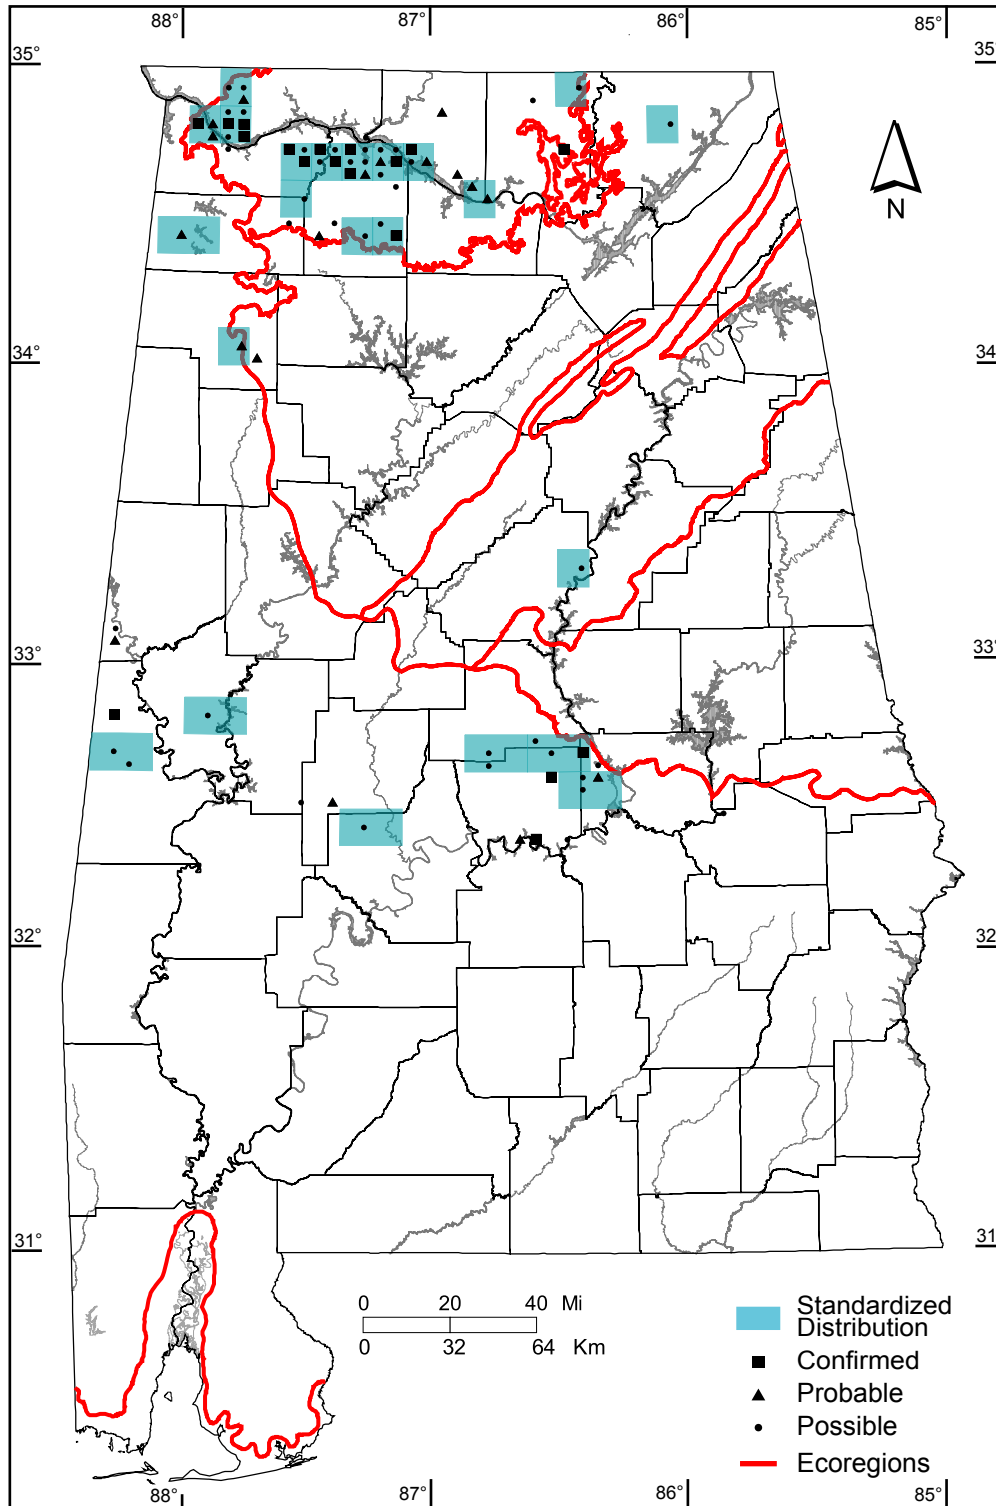 88° 87° 86° 85°
35° 35°
N
34° 34
33° 33°
32° 32
31° 31
0 20 40 Mi
0 32 64 Km
Standardized
Distribution
Confirmed
Probable
Possible
Ecoregions
88° 87° 86° 85°